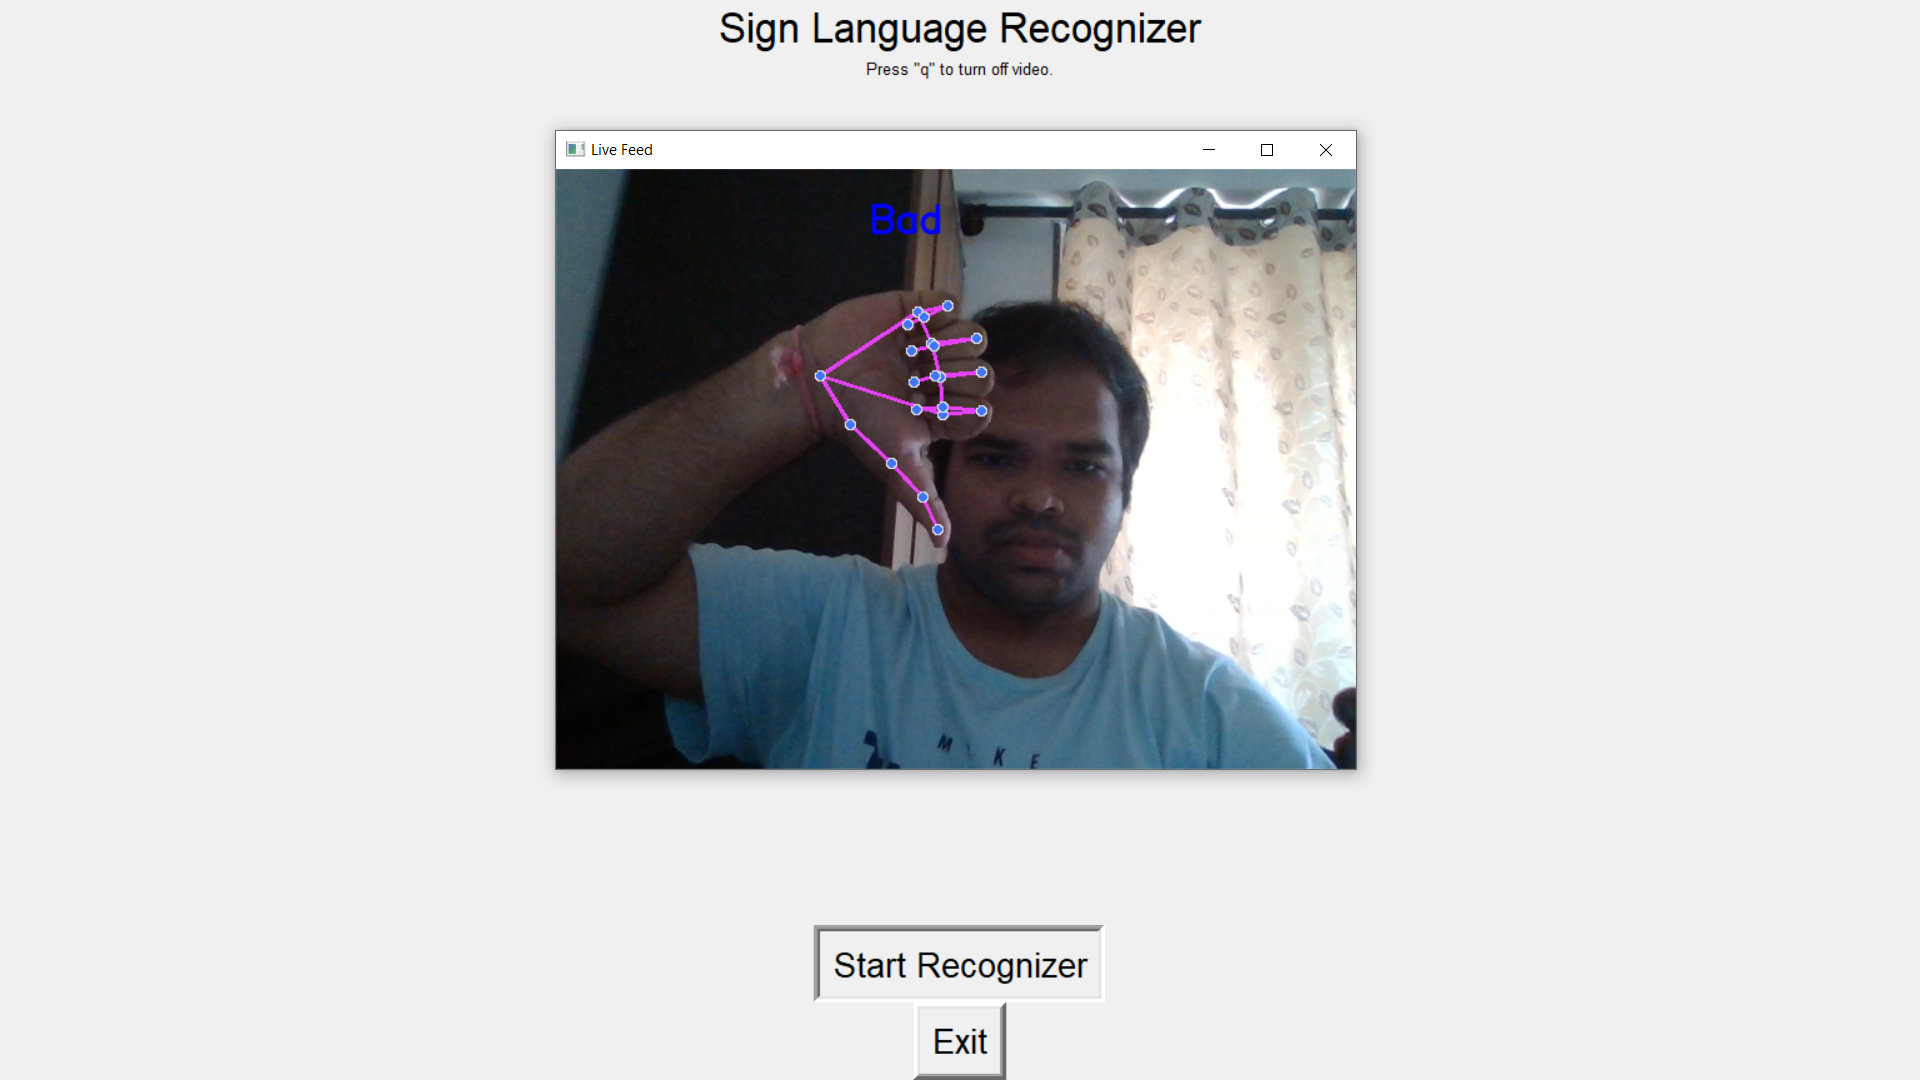 Sign Language Recognizer
Press "q" to turn off video.
Live Feed
Bad
M K E
Start Recognizer
Exit